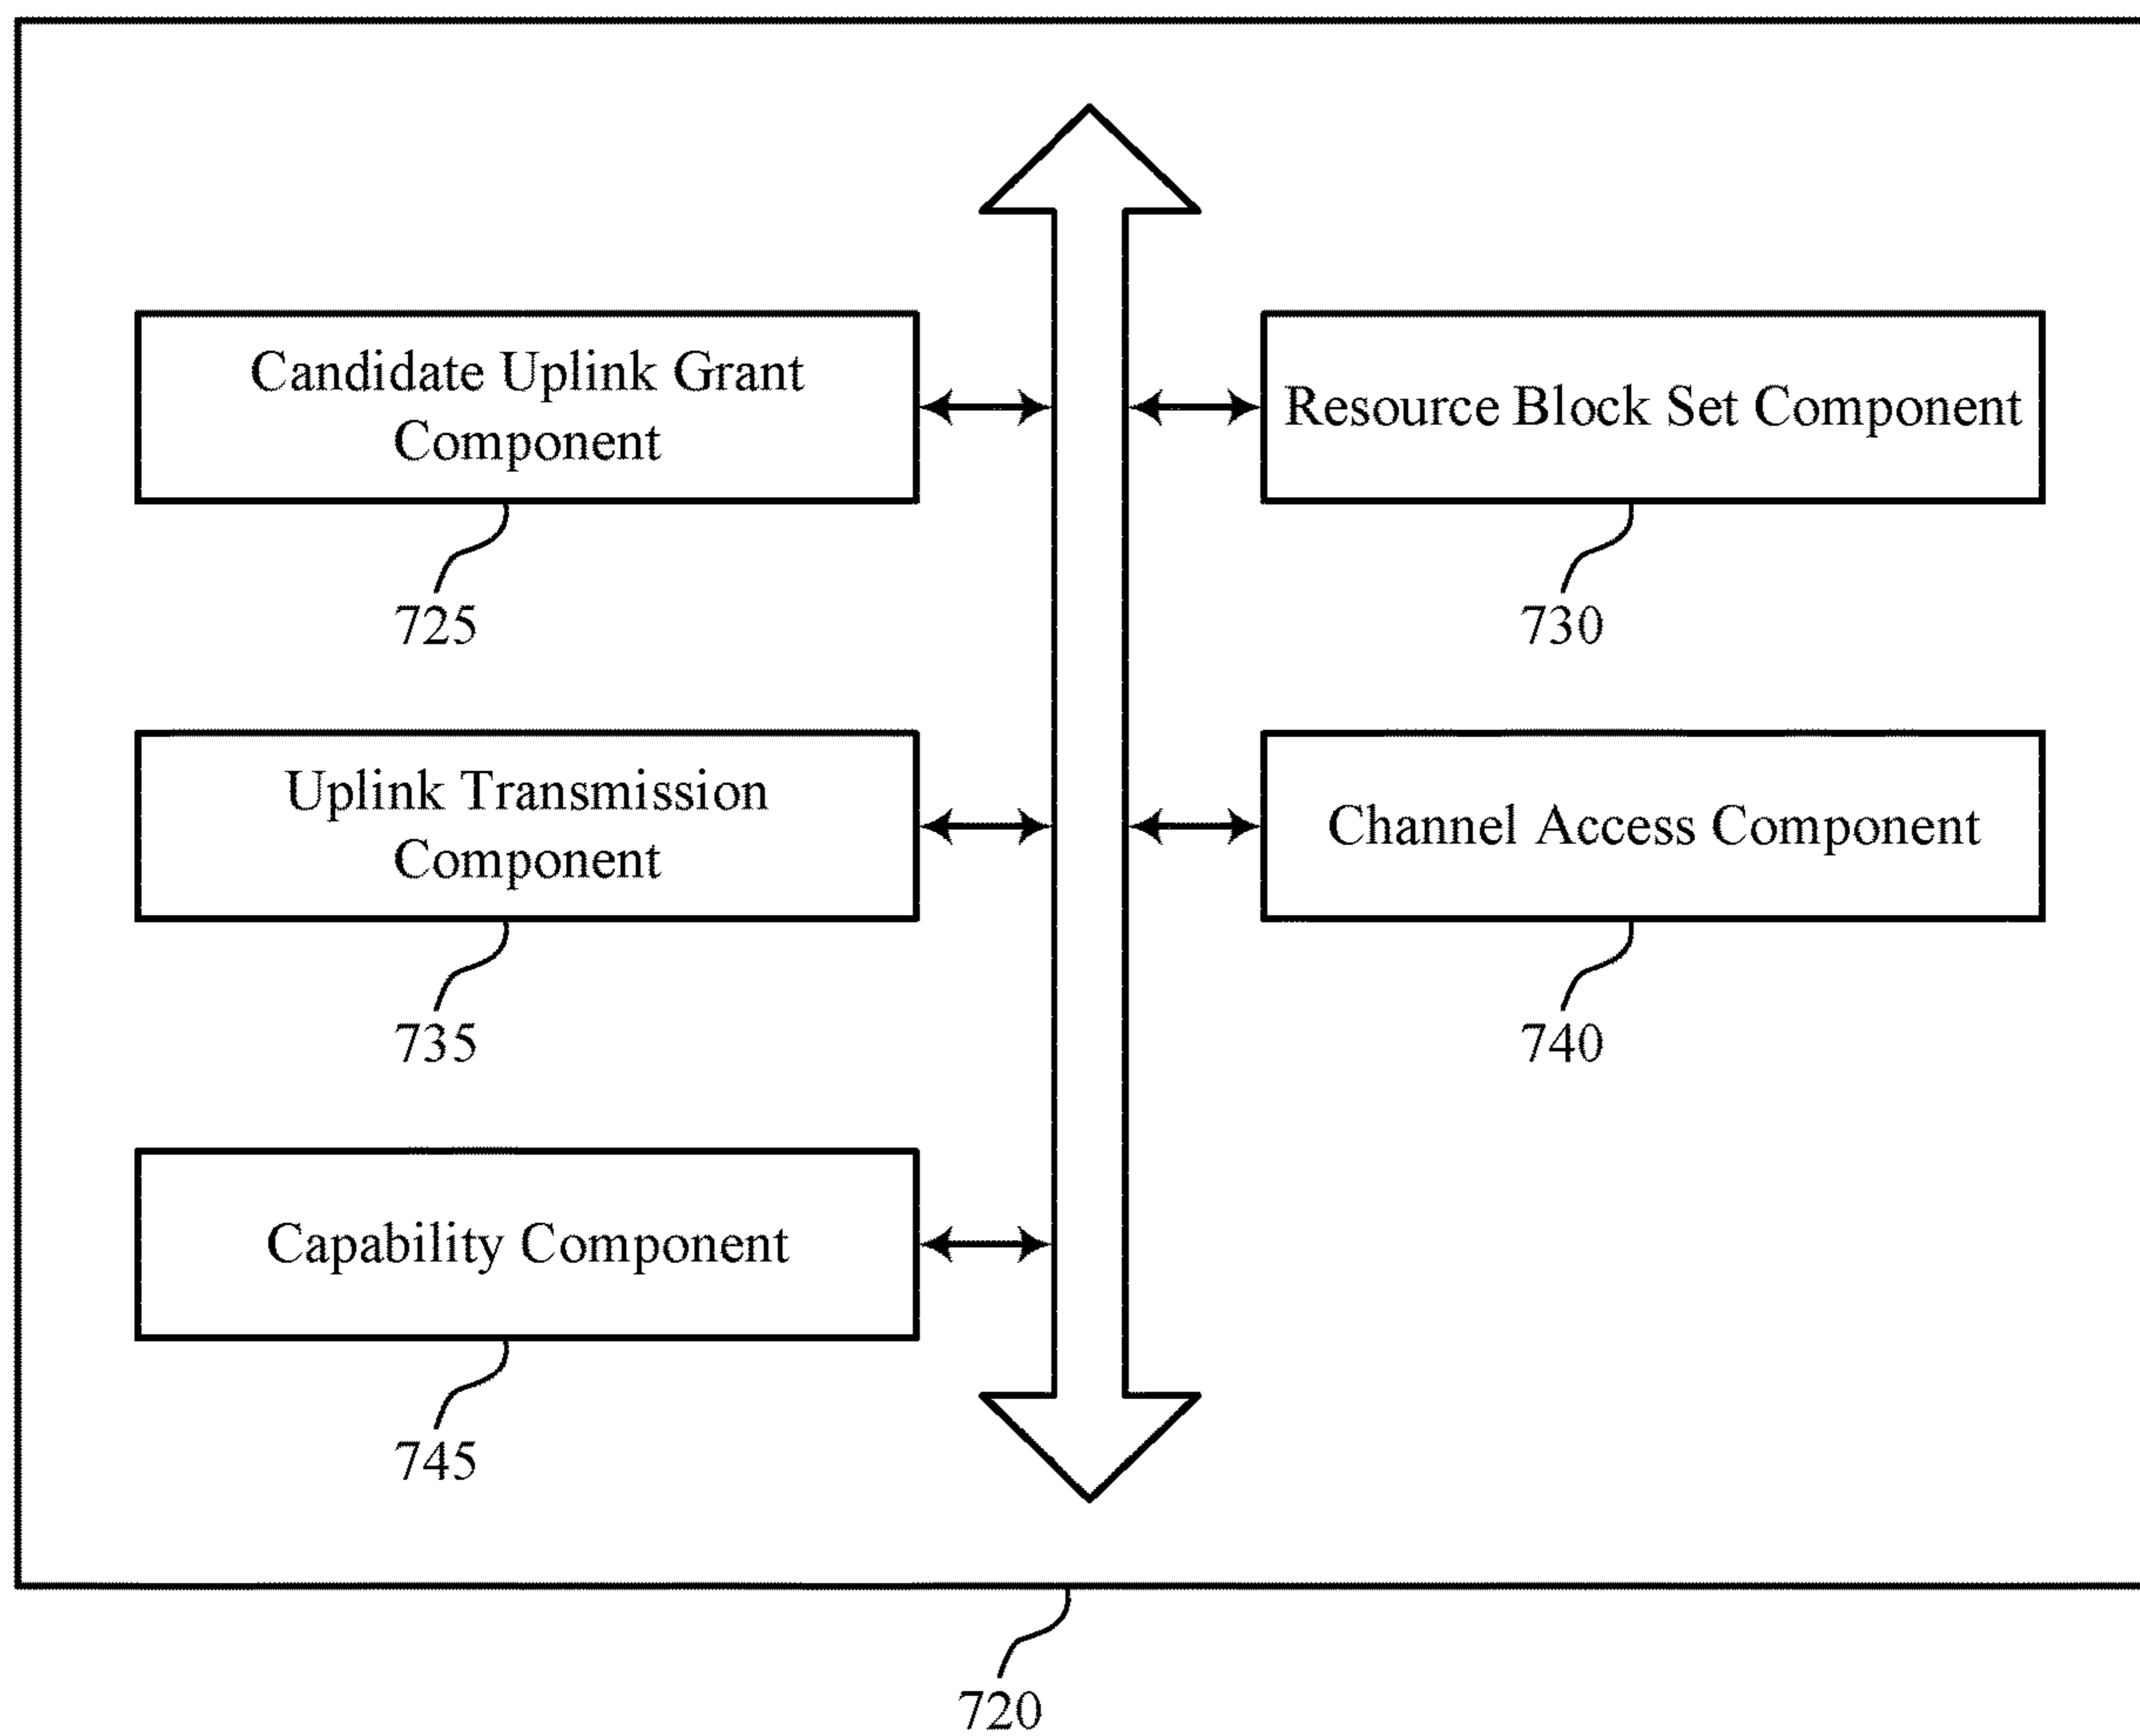 Candidate Uplink Grant
Component
725
Resource Block Set Component
730
Uplink Transmission
Component
735
Channel Access Component
740
Capability Component
745
720